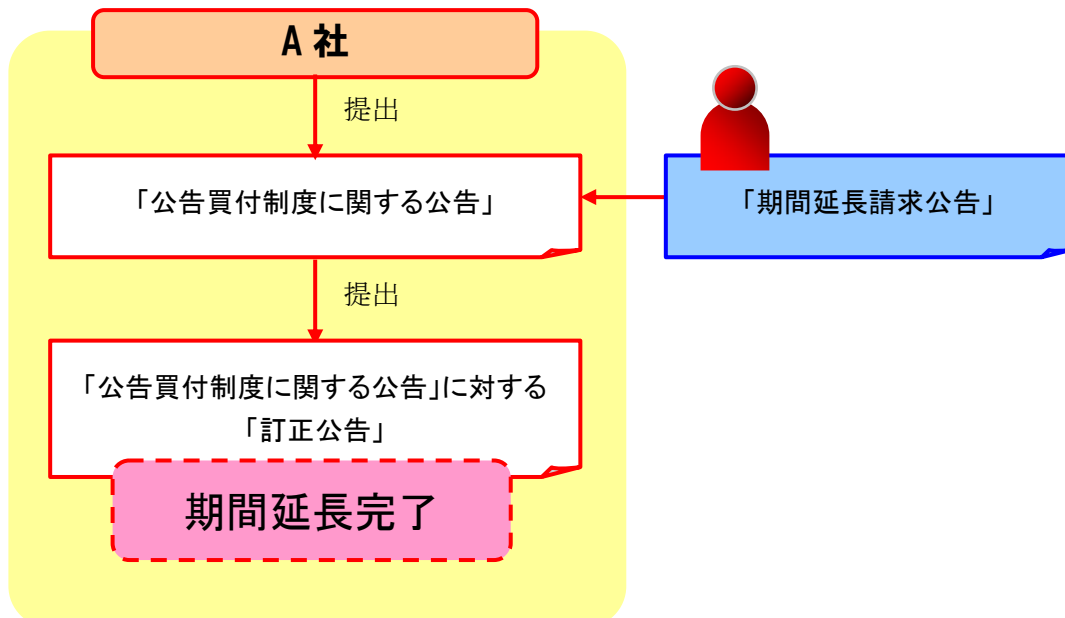 A社
提出
「公告買付制度に関する公告」
「期間延長請求公告」
提出
「公告買付制度に関する公告」に対する
「訂正公告」
期間延長完了